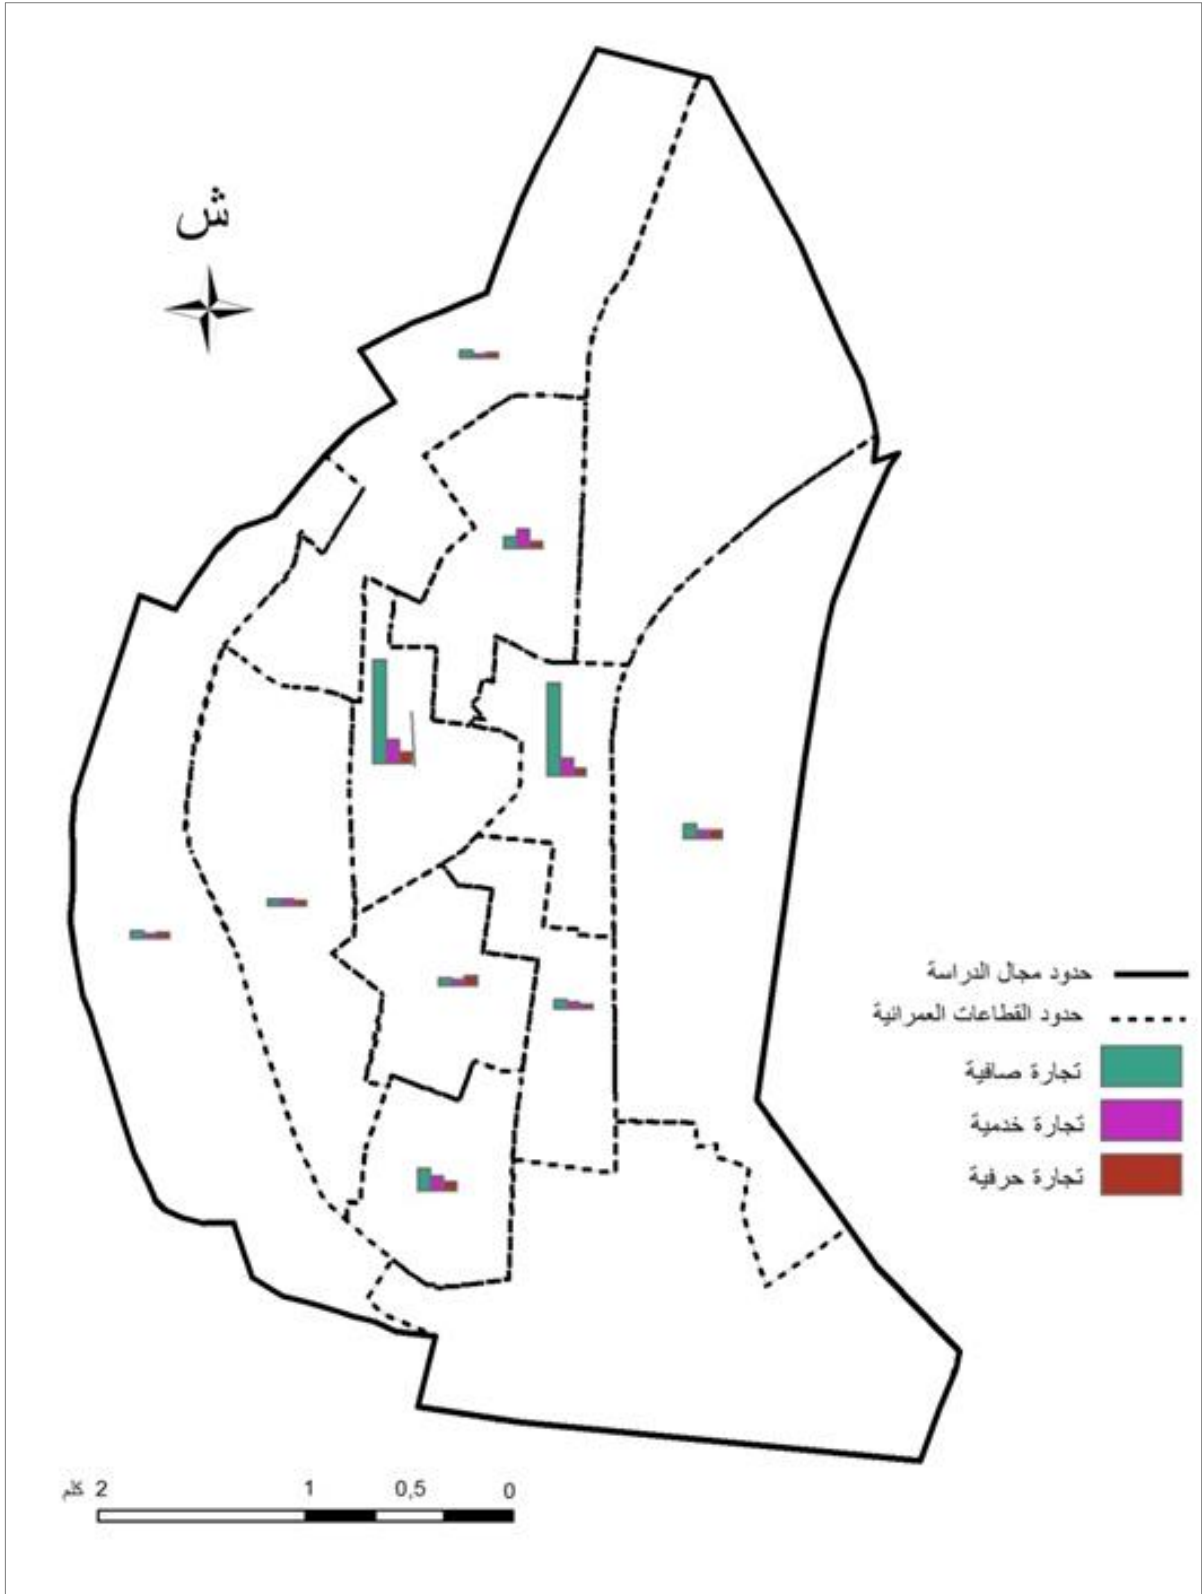 ش
حدود مجال الدراسة
حدود القطاعات العمرانية
تجارة صافية
تجارة خدمية
تجارة حرفية
كلم 2 1 0,5 0